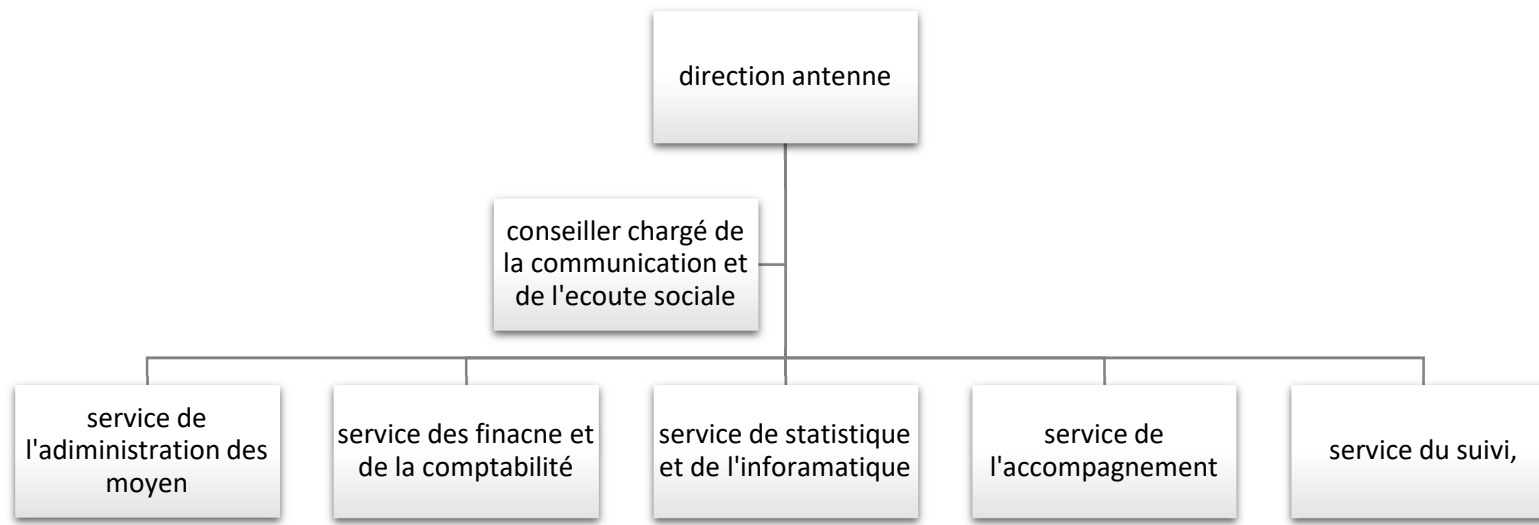 direction antenne
conseiller chargé de
la communication et
de l'ecoute sociale
service de
l'adiministration des
moyen
service des finacne et
de la comptabilité
service de statistique
et de l'inforamatique
service de
l'accompagnement
service du suivi,